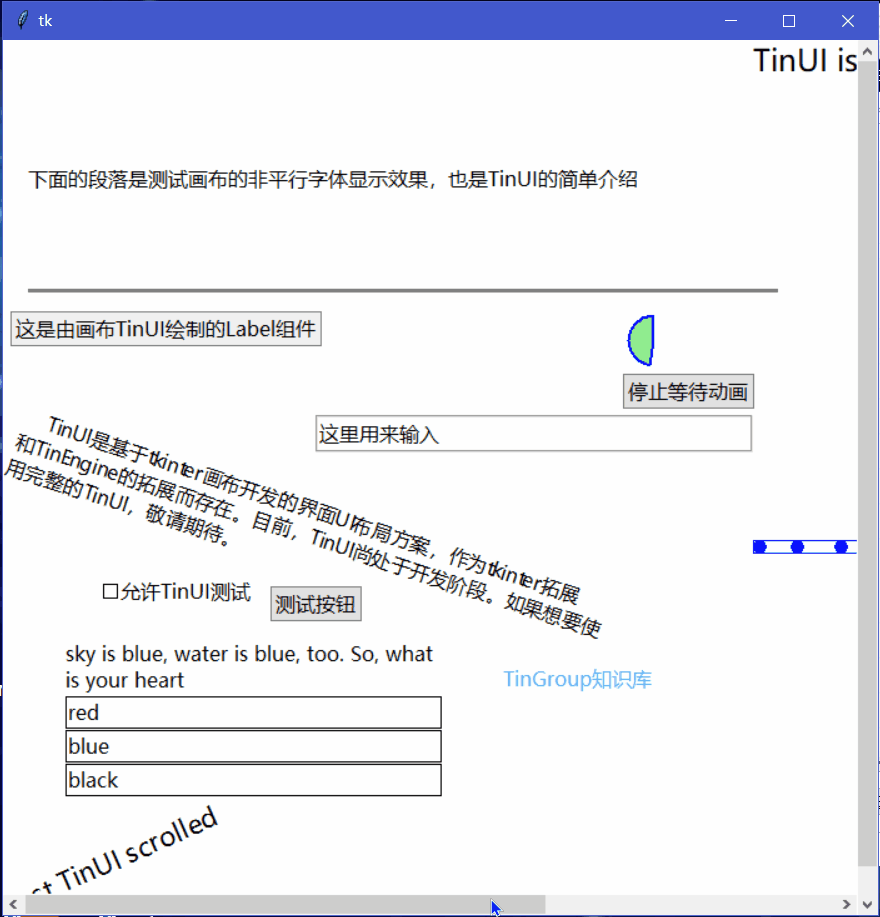 tk
TinUI is
下面的段落是测试画布的非平行字体显示效果，也是TinUI的简单介绍
这是由画布TinUI绘制的Label组件
停止等待动画
这里用来输入
TinUI是基于tkinter画布开发的界面UI布局方案，作为tkinter拓展
和TinEngine的拓展而存在。目前，TinUI尚处于开发阶段。如果想要使
用完整的TinUI，敬请期待。
允许TinUI测试
测试按钮
sky is blue, water is blue, too. So, what
is your heart
TinGroup知识库
red
blue
black
st TinUI scrolled